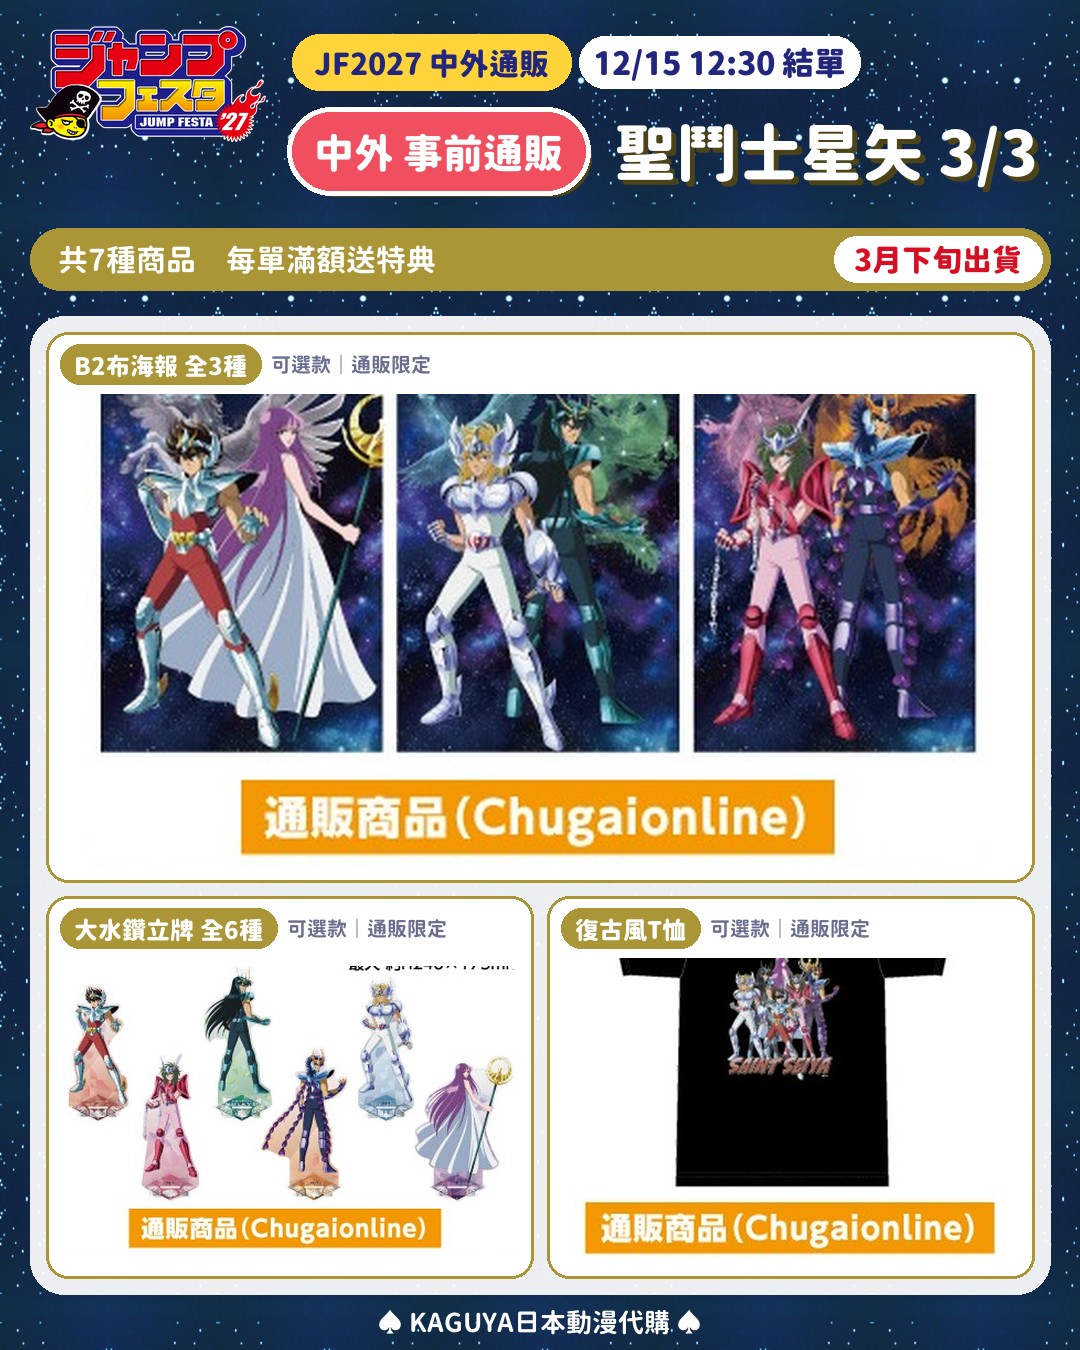 ジャンプ
フェスタ
JUMP FESTA '27
JF2027 中外通販
12/15 12:30 結單
中外 事前通販
聖鬥士星矢 3/3
共7種商品 每單滿額送特典
3月下旬出貨
B2布海報 全3種
可選款｜通販限定
通販商品(Chugaionline)
大水鑽立牌 全6種
可選款｜通販限定
通販商品(Chugaionline)
復古風T恤
可選款｜通販限定
SAINT SEIYA
通販商品(Chugaionline)
♠ KAGUYA日本動漫代購 ♠